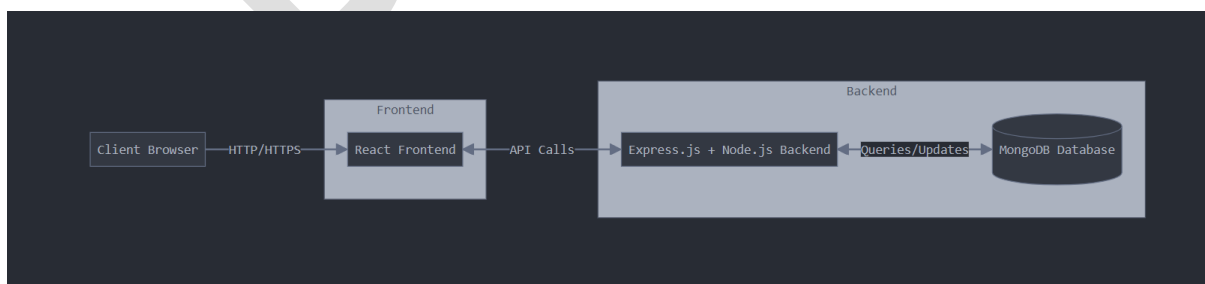 Frontend
Backend
Client Browser
HTTP/HTTPS
React Frontend
API Calls
Express.js + Node.js Backend
Queries/Updates
MongoDB Database